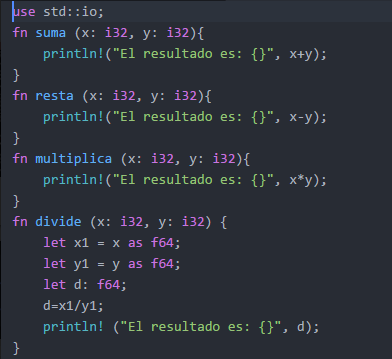 use std::io;
fn suma (x: i32, y: i32){
    println!("El resultado es: {}", x+y);
}
fn resta (x: i32, y: i32){
    println!("El resultado es: {}", x-y);
}
fn multiplica (x: i32, y: i32){
    println!("El resultado es: {}", x*y);
}
fn divide (x: i32, y: i32) {
    let x1 = x as f64;
    let y1 = y as f64;
    let d: f64;
    d=x1/y1;
    println! ("El resultado es: {}", d);
}